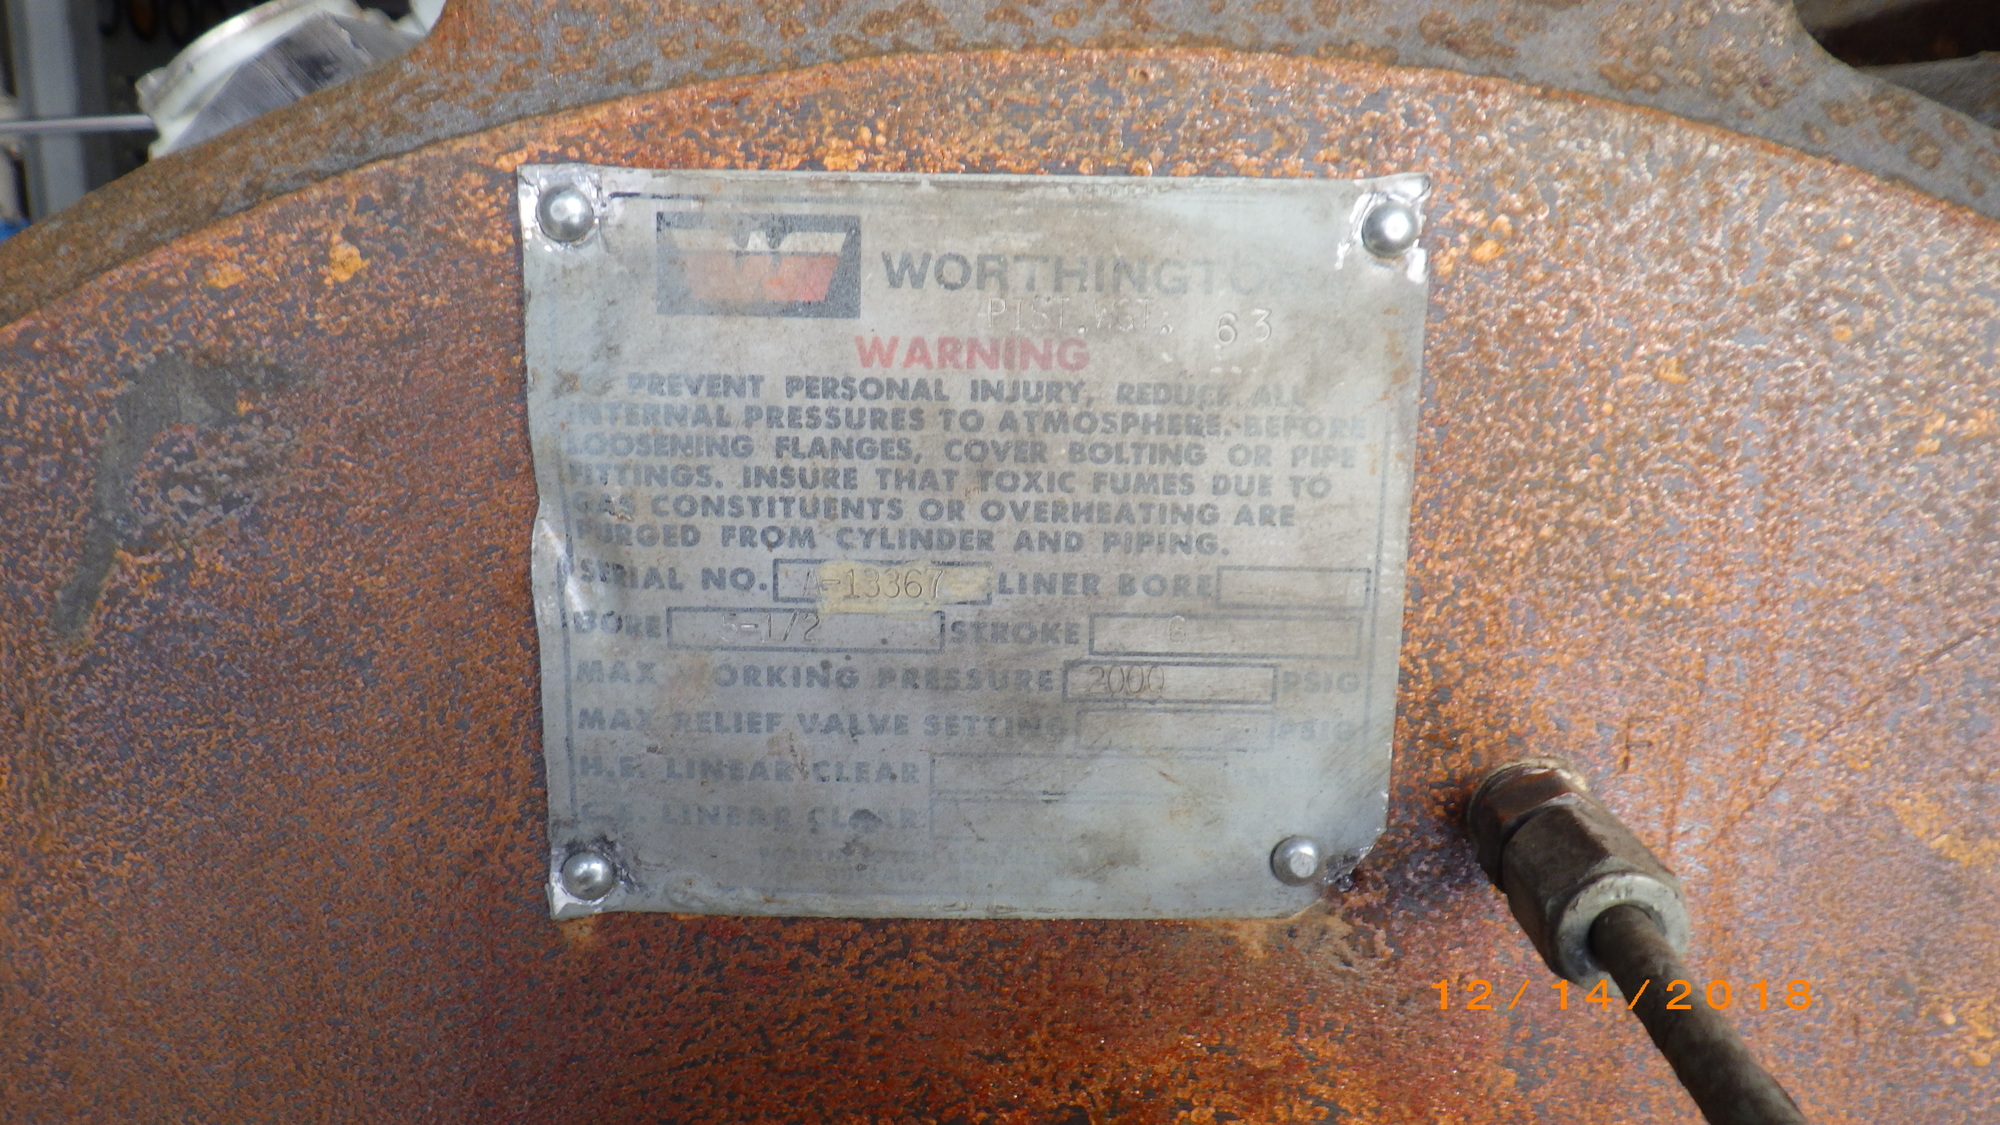 WORTHINGTON
PIST. WGT. 63
WARNING
TO PREVENT PERSONAL INJURY, REDUCE ALL
INTERNAL PRESSURES TO ATMOSPHERE, BEFORE
LOOSENING FLANGES, COVER BOLTING OR PIPE
FITTINGS. INSURE THAT TOXIC FUMES DUE TO
GAS CONSTITUENTS OR OVERHEATING ARE
PURGED FROM CYLINDER AND PIPING.
SERIAL NO. A-13367 LINER BORE
BORE 5-1/2 STROKE 6
MAX WORKING PRESSURE 2000 PSIG
MAX RELIEF VALVE SETTING PSIG
H.E. LINEAR CLEAR
C.E. LINEAR CLEAR
12/14/2018